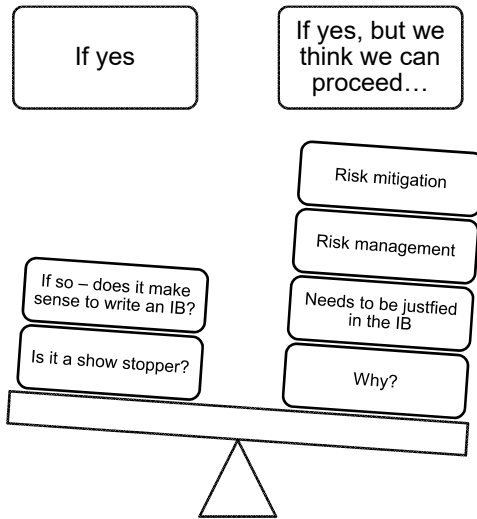 If yes
If yes, but we
think we can
proceed…
Risk mitigation
Risk management
Needs to be justfied
in the IB
Why?
If so – does it make
sense to write an IB?
Is it a show stopper?